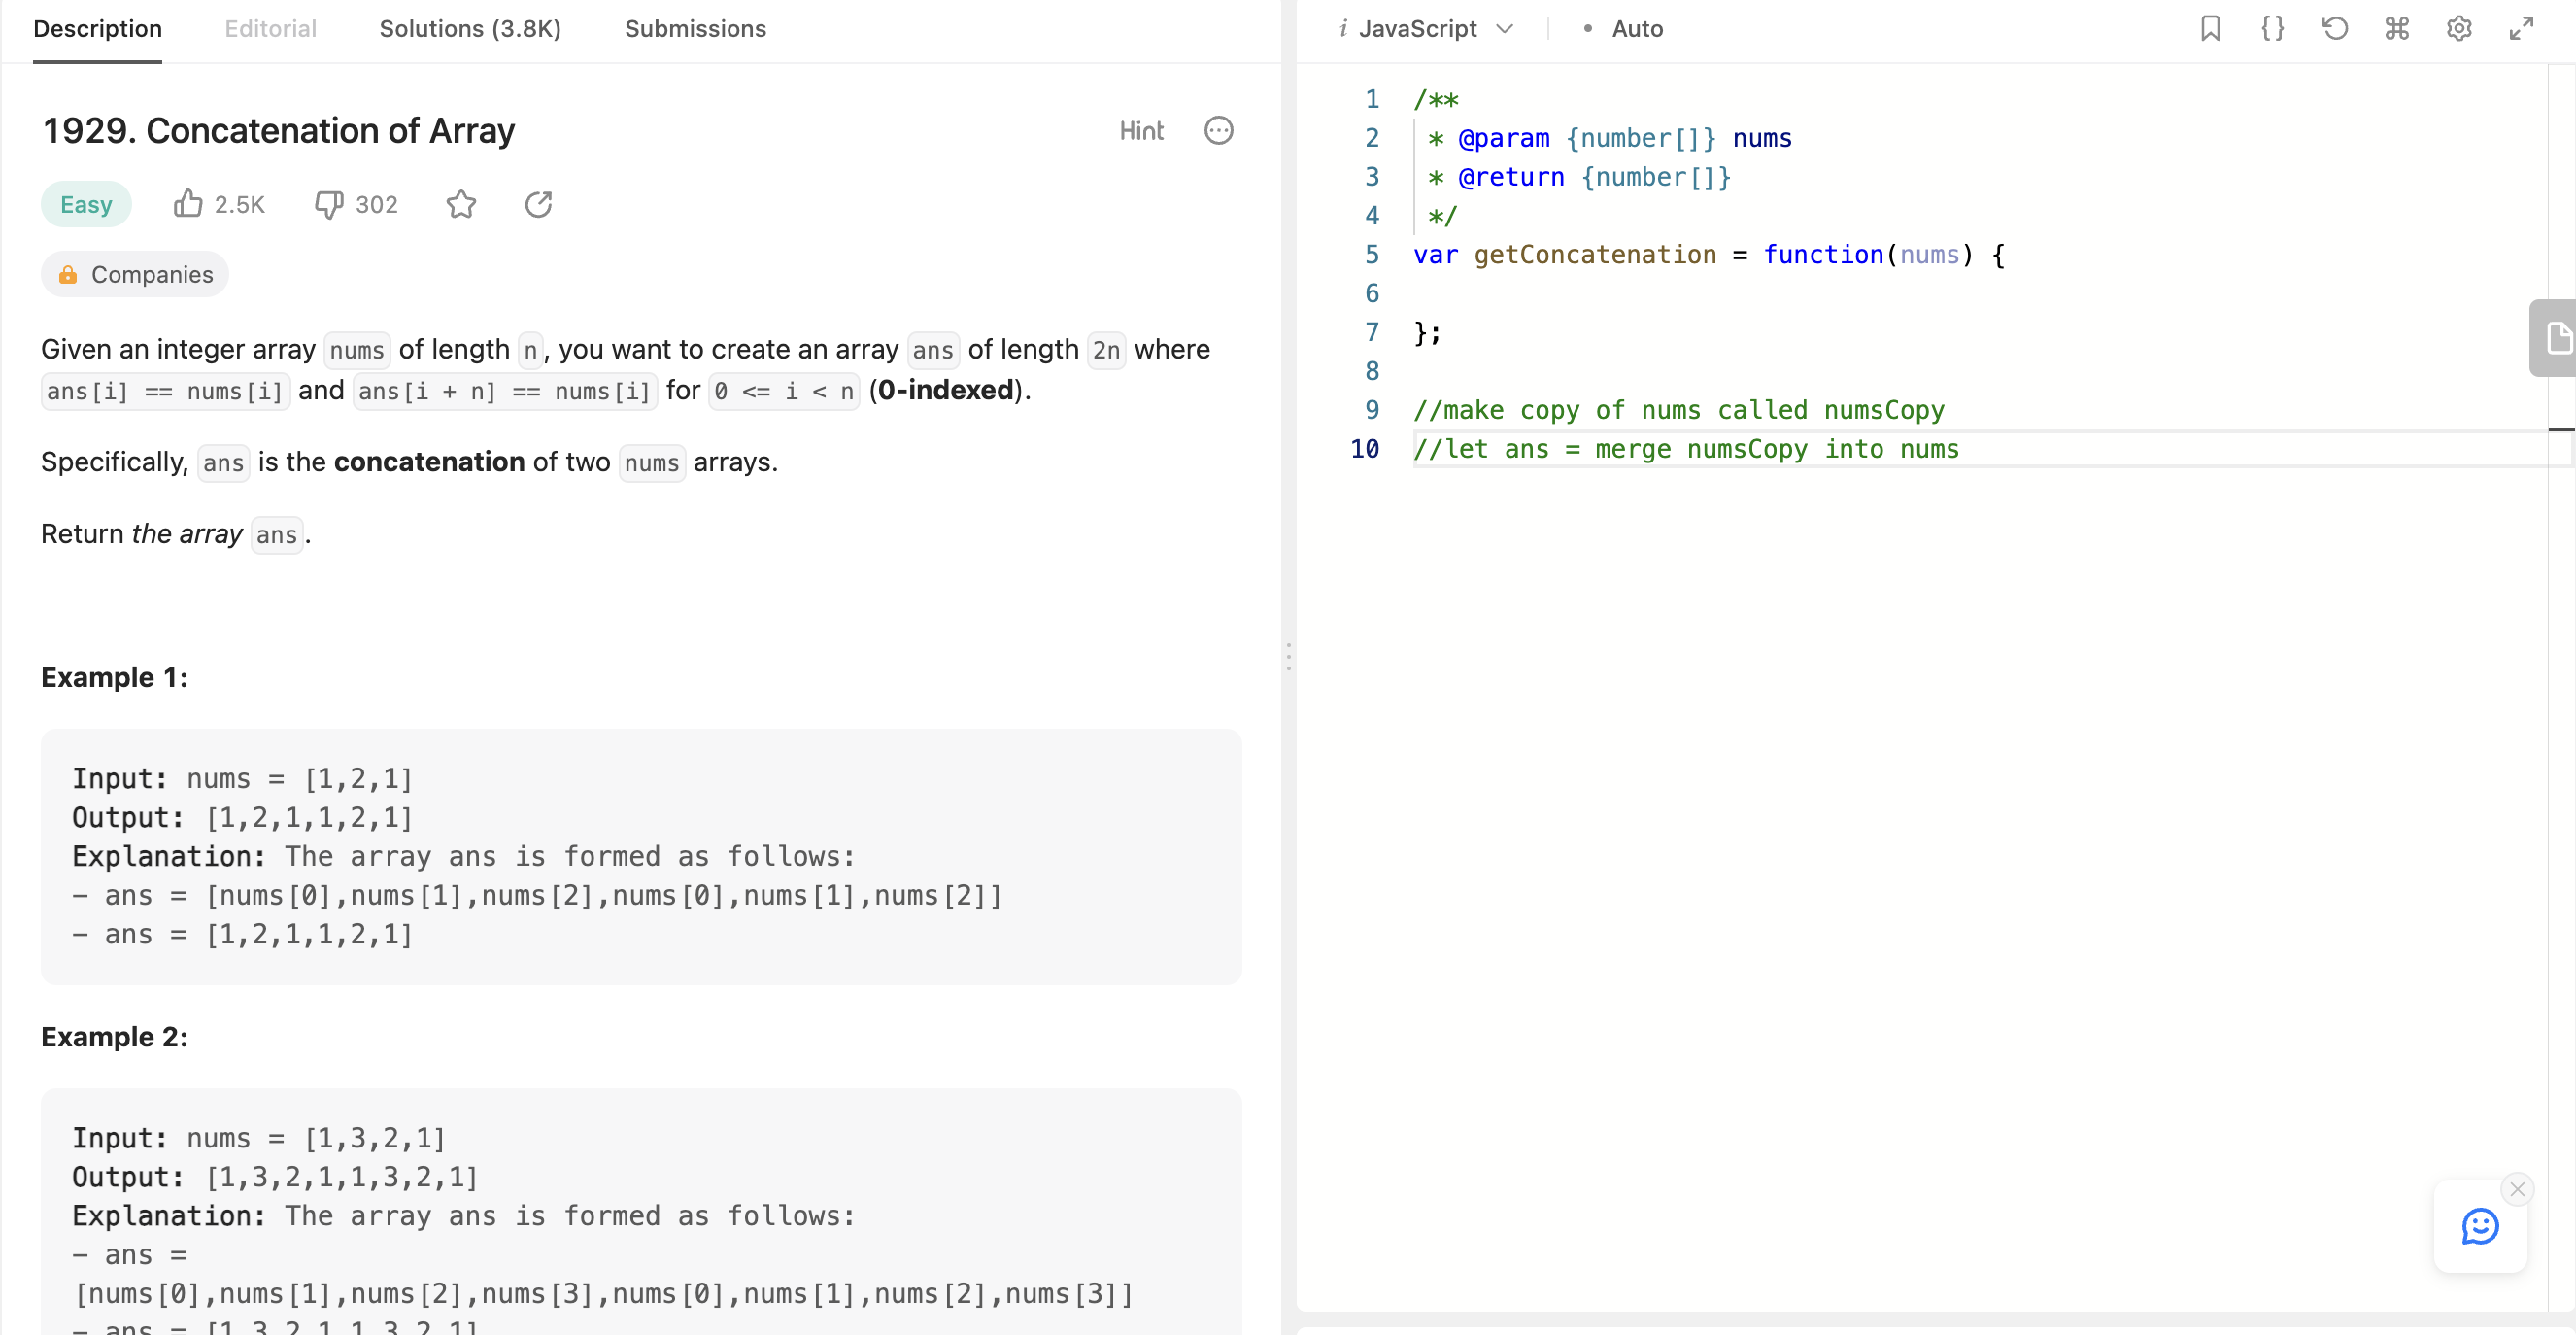 Description Editorial Solutions (3.8K) Submissions
1929. Concatenation of Array
Hint
Easy 2.5K 302
Companies
Given an integer array nums of length n, you want to create an array ans of length 2n where
ans[i] == nums[i] and ans[i + n] == nums[i] for 0 <= i < n (0-indexed).
Specifically, ans is the concatenation of two nums arrays.
Return the array ans.
Example 1:
Input: nums = [1,2,1]
Output: [1,2,1,1,2,1]
Explanation: The array ans is formed as follows:
- ans = [nums[0],nums[1],nums[2],nums[0],nums[1],nums[2]]
- ans = [1,2,1,1,2,1]
Example 2:
Input: nums = [1,3,2,1]
Output: [1,3,2,1,1,3,2,1]
Explanation: The array ans is formed as follows:
- ans =
[nums[0],nums[1],nums[2],nums[3],nums[0],nums[1],nums[2],nums[3]]
- ans = [1,3,2,1,1,3,2,1]
i JavaScript • Auto
1 /**
2 * @param {number[]} nums
3 * @return {number[]}
4 */
5 var getConcatenation = function(nums) {
6
7 };
8
9 //make copy of nums called numsCopy
10 //let ans = merge numsCopy into nums